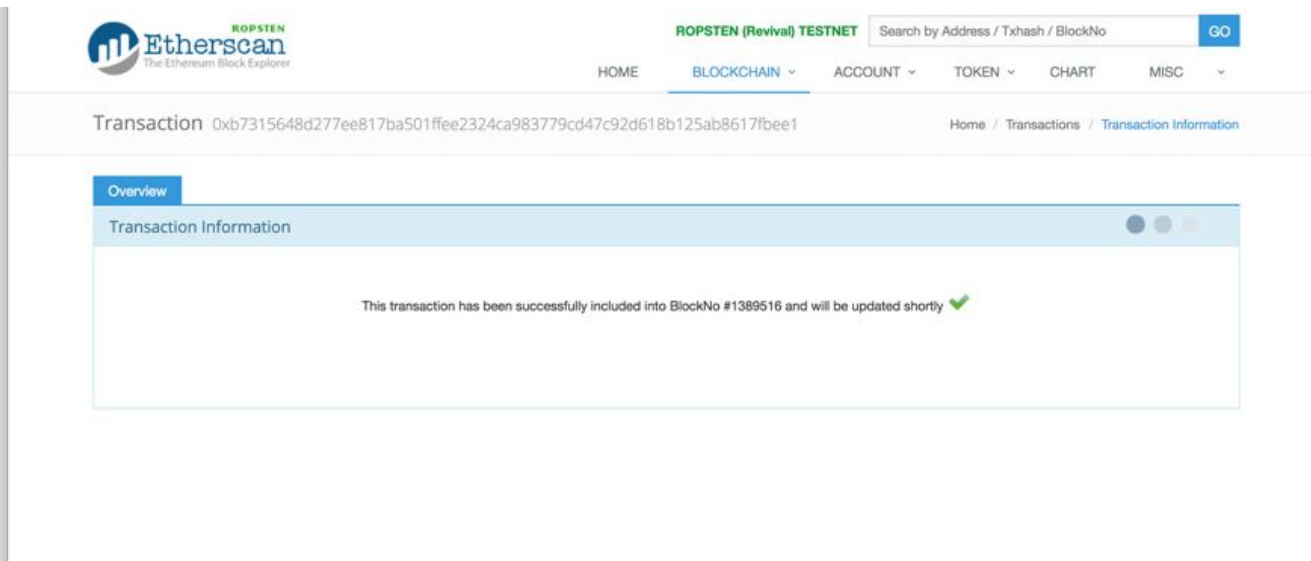 ROPSTEN
Etherscan
The Ethereum Block Explorer
ROPSTEN (Revival) TESTNET
Search by Address / Txhash / BlockNo
GO
HOME BLOCKCHAIN ACCOUNT TOKEN CHART MISC
Transaction 0xb7315648d277ee817ba501ffee2324ca983779cd47c92d618b125ab8617fbee1
Home / Transactions / Transaction Information
Overview
Transaction Information
This transaction has been successfully included into BlockNo #1389516 and will be updated shortly